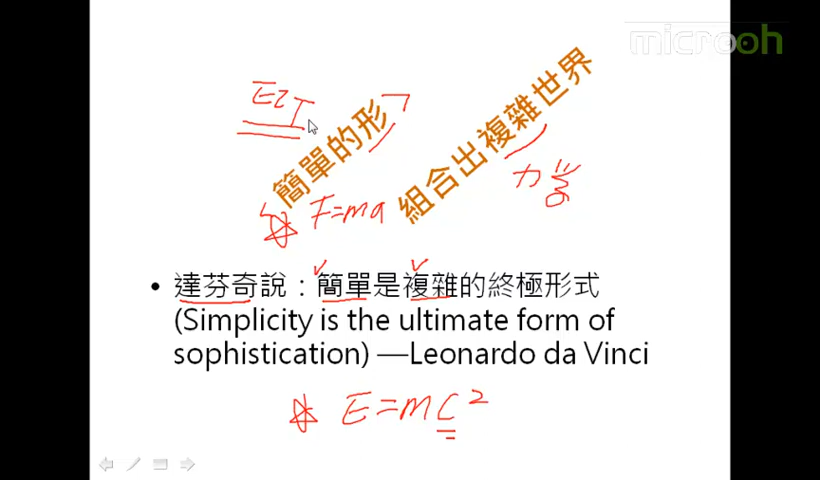 microoh
EZI
簡單的形
組合出複雜世界
力学
F=ma
達芬奇說：簡單是複雜的終極形式
(Simplicity is the ultimate form of
sophistication) —Leonardo da Vinci
E=mC²